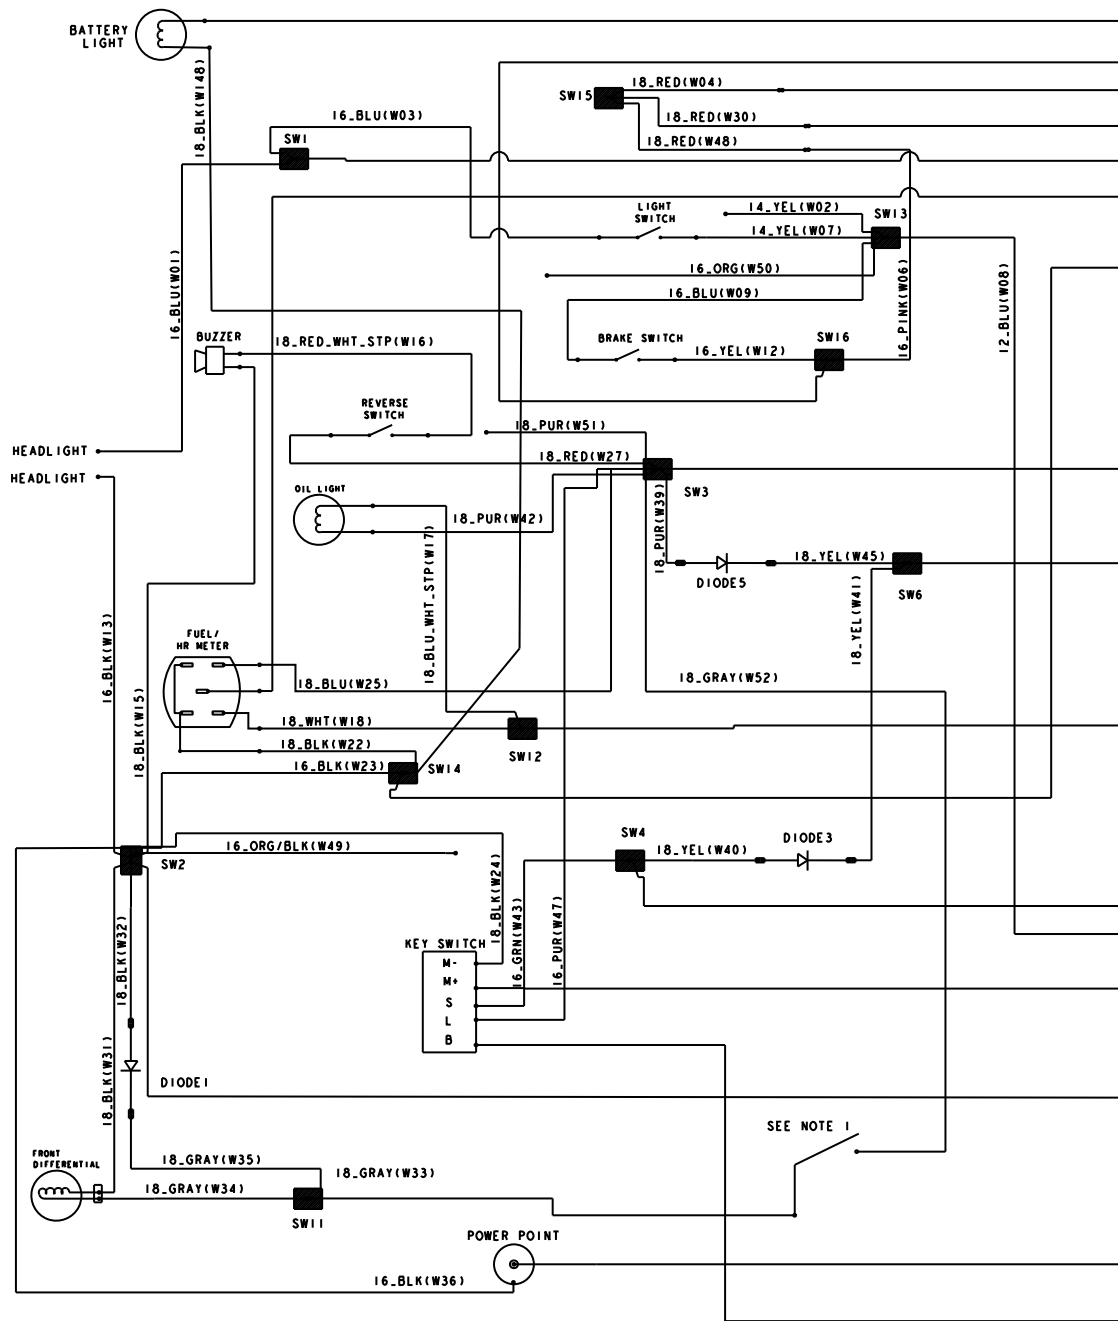 BATTERY
LIGHT
18_BLK(W148)
SW15
18_RED(W04)
18_RED(W30)
18_RED(W48)
16_BLU(W03)
SW1
LIGHT
SWITCH
14_YEL(W02)
SW13
14_YEL(W07)
16_ORG(W50)
16_BLU(W09)
16_PINK(W06)
12_BLU(W08)
16_BLU(W01)
BUZZER
18_RED_WHT_STP(W16)
BRAKE SWITCH
16_YEL(W12)
SW16
REVERSE
SWITCH
18_PUR(W51)
HEADLIGHT
HEADLIGHT
18_RED(W27)
SW3
OIL LIGHT
18_PUR(W42)
18_PUR(W39)
18_BLU_WHT_STP(W17)
DIODE5
18_YEL(W45)
SW6
18_YEL(W41)
16_BLK(W13)
FUEL/
HR METER
18_BLU(W25)
18_GRAY(W52)
18_BLK(W15)
18_WHT(W18)
SW12
18_BLK(W22)
16_BLK(W23)
SW14
SW4
DIODE3
16_ORG/BLK(W49)
18_YEL(W40)
SW2
18_BLK(W24)
16_GRN(W43)
16_PUR(W47)
18_BLK(W32)
KEY SWITCH
M-
M+
S
L
B
18_BLK(W31)
DIODE1
SEE NOTE 1
FRONT
DIFFERENTIAL
18_GRAY(W35)
18_GRAY(W33)
18_GRAY(W34)
SW11
POWER POINT
16_BLK(W36)